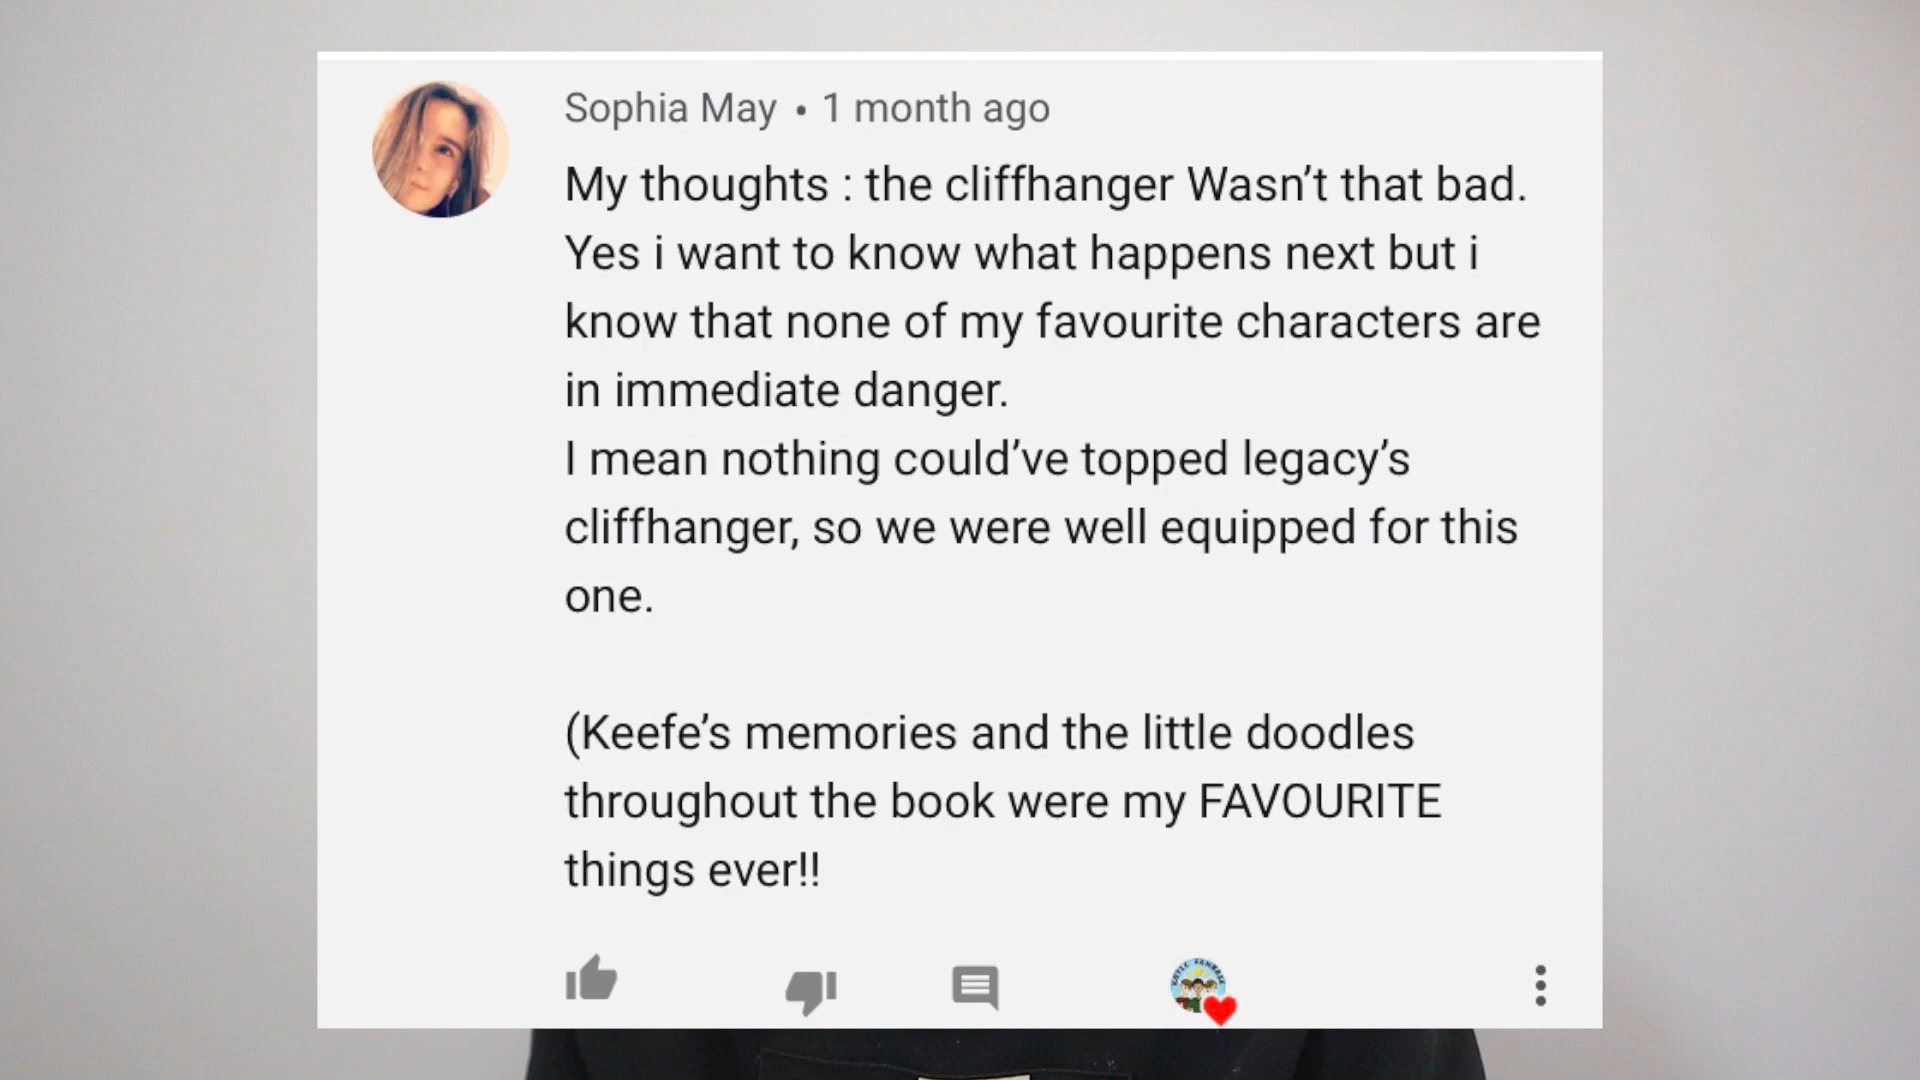 Sophia May • 1 month ago
My thoughts : the cliffhanger Wasn’t that bad.
Yes i want to know what happens next but i
know that none of my favourite characters are
in immediate danger.
I mean nothing could’ve topped legacy’s
cliffhanger, so we were well equipped for this
one.
(Keefe’s memories and the little doodles
throughout the book were my FAVOURITE
things ever!!